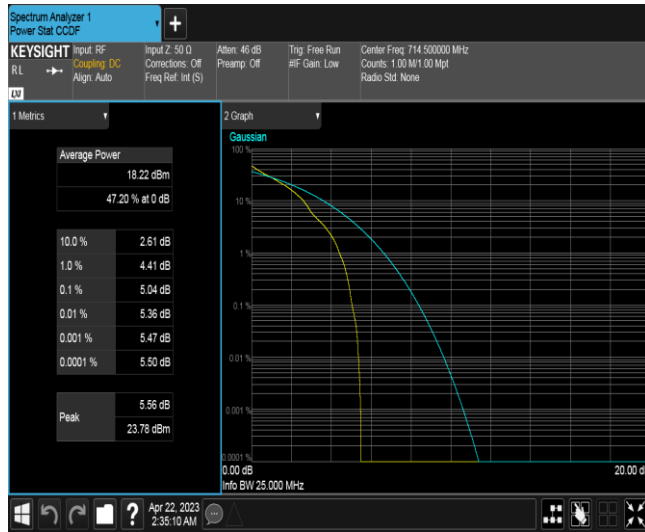 Spectrum Analyzer 1
Power Stat CCDF
+
KEYSIGHT
R L
Input: RF
Coupling: DC
Align: Auto
Input Z: 50 Ω
Corrections: Off
Freq Ref: Int (S)
Atten: 46 dB
Preamp: Off
Trig: Free Run
#IF Gain: Low
Center Freq: 714.500000 MHz
Counts: 1.00 M/1.00 Mpt
Radio Std: None
1 Metrics
Average Power
18.22 dBm
47.20 % at 0 dB
10.0 % 2.61 dB
1.0 % 4.41 dB
0.1 % 5.04 dB
0.01 % 5.36 dB
0.001 % 5.47 dB
0.0001 % 5.50 dB
Peak
5.56 dB
23.78 dBm
2 Graph
Gaussian
100 %
10 %
1 %
0.1 %
0.01 %
0.001 %
0.0001 %
0.00 dB
20.00 d
Info BW 25.000 MHz
?
Apr 22, 2023
2:35:10 AM